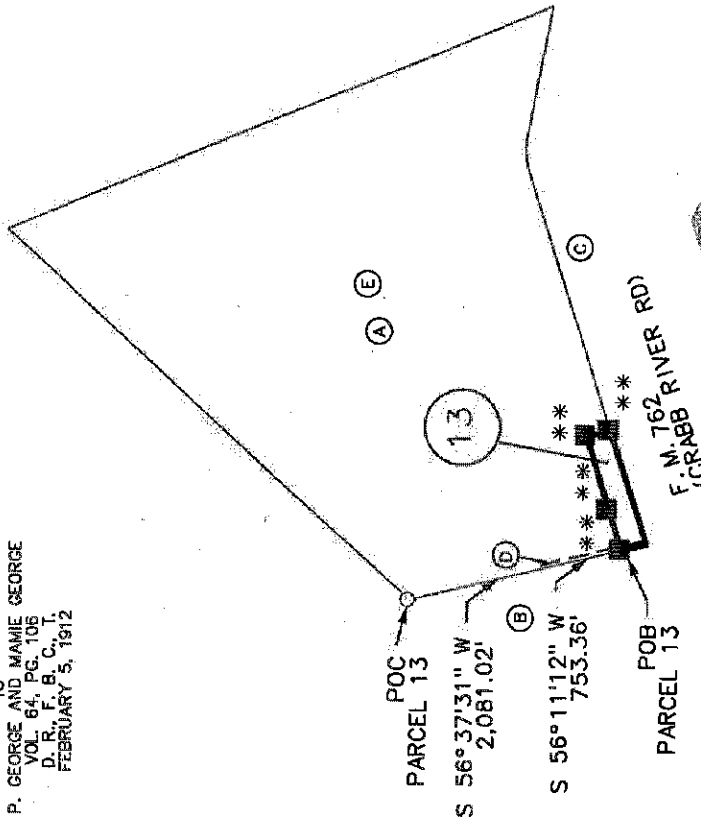 P. GEORGE AND MAMIE GEORGE
VOL. 64, PG. 106
D. R., F. B. C., T.
FEBRUARY 5, 1912
E
A
C
13
**
**
**
**
F. M. 762
(CRABB RIVER RD)
D
B
POC
PARCEL 13
S 56°37'31" W
2,081.02'
S 56°11'12" W
753.36'
POB
PARCEL 13